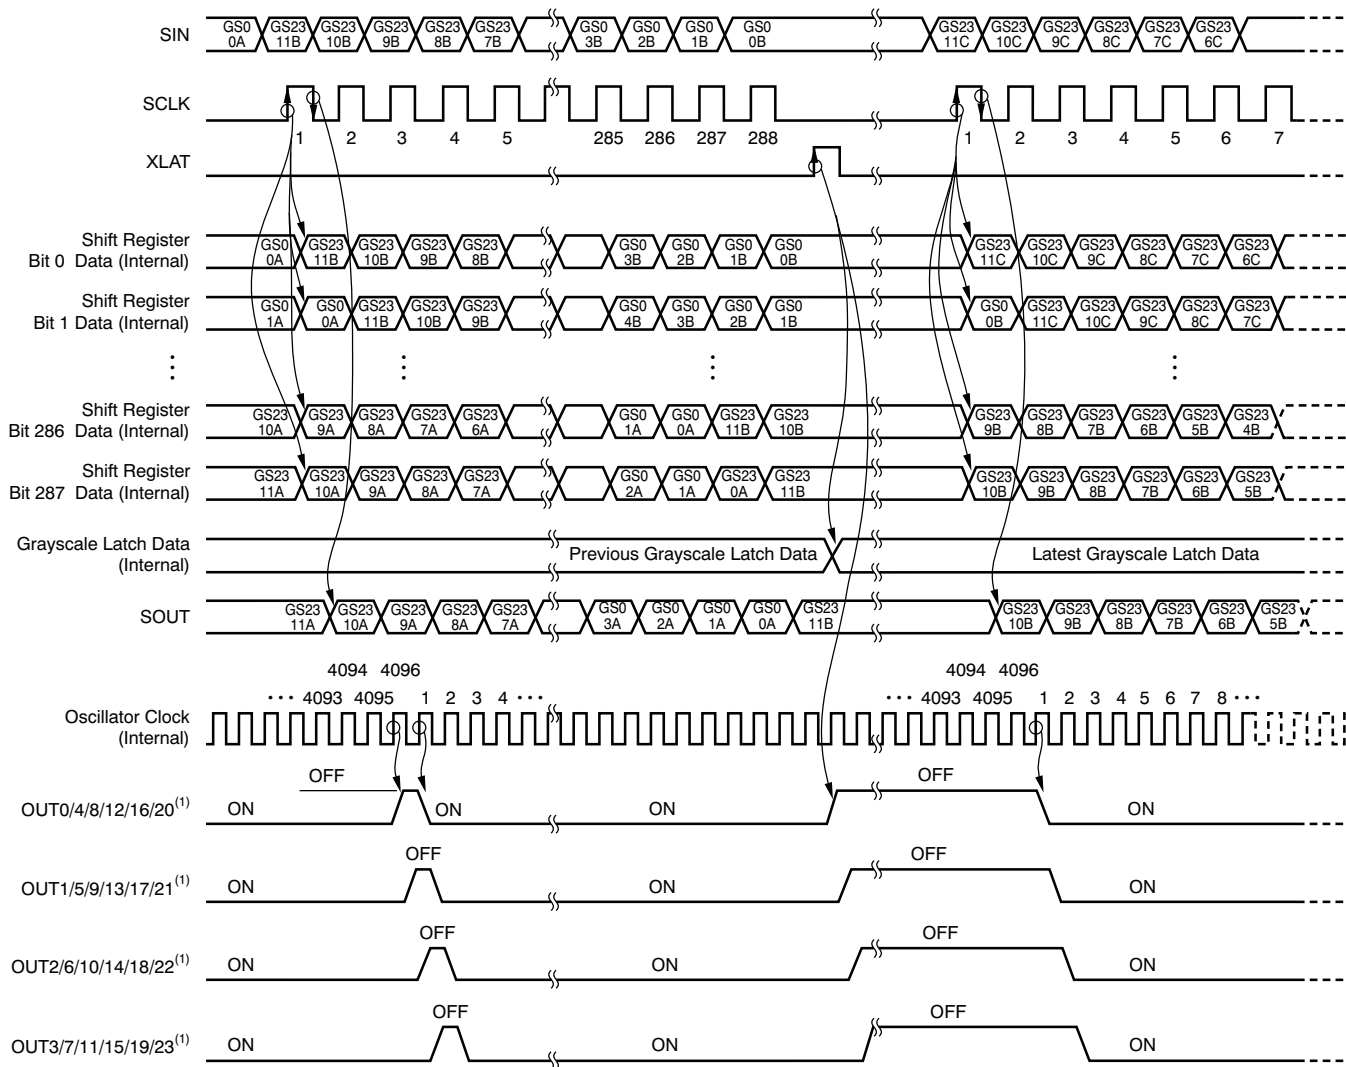 SIN
GS0 GS23 GS23 GS23 GS23 GS23 GS0 GS0 GS0 GS0 GS23 GS23 GS23 GS23 GS23 GS23
0A 11B 10B 9B 8B 7B 3B 2B 1B 0B 11C 10C 9C 8C 7C 6C
SCLK
1 2 3 4 5 285 286 287 288 1 2 3 4 5 6 7
XLAT
Shift Register
Bit 0 Data (Internal)
GS0 GS23 GS23 GS23 GS23 GS0 GS0 GS0 GS0 GS23 GS23 GS23 GS23 GS23 GS23
0A 11B 10B 9B 8B 3B 2B 1B 0B 11C 10C 9C 8C 7C 6C
Shift Register
Bit 1 Data (Internal)
GS0 GS0 GS23 GS23 GS23 GS0 GS0 GS0 GS0 GS0 GS23 GS23 GS23 GS23 GS23
1A 0A 11B 10B 9B 4B 3B 2B 1B 0B 11C 10C 9C 8C 7C
Shift Register
Bit 286 Data (Internal)
GS23 GS23 GS23 GS23 GS23 GS0 GS0 GS23 GS23 GS23 GS23 GS23 GS23 GS23 GS23
10A 9A 8A 7A 6A 1A 0A 11B 10B 9B 8B 7B 6B 5B 4B
Shift Register
Bit 287 Data (Internal)
GS23 GS23 GS23 GS23 GS23 GS0 GS0 GS23 GS23 GS23 GS23 GS23 GS23 GS23 GS23
11A 10A 9A 8A 7A 2A 1A 0A 11B 10B 9B 8B 7B 6B 5B
Grayscale Latch Data
(Internal)
Previous Grayscale Latch Data Latest Grayscale Latch Data
SOUT
GS23 GS23 GS23 GS23 GS23 GS0 GS0 GS0 GS0 GS23 GS23 GS23 GS23 GS23 GS23 GS23
11A 10A 9A 8A 7A 3A 2A 1A 0A 11B 10B 9B 8B 7B 6B 5B
4094 4096 4094 4096
··· 4093 4095 1 2 3 4 ··· ··· 4093 4095 1 2 3 4 5 6 7 8 ···
Oscillator Clock
(Internal)
OFF OFF
OUT0/4/8/12/16/20(1) ON ON ON ON
OFF OFF
OUT1/5/9/13/17/21(1) ON ON ON
OFF OFF
OUT2/6/10/14/18/22(1) ON ON ON
OFF OFF
OUT3/7/11/15/19/23(1) ON ON ON